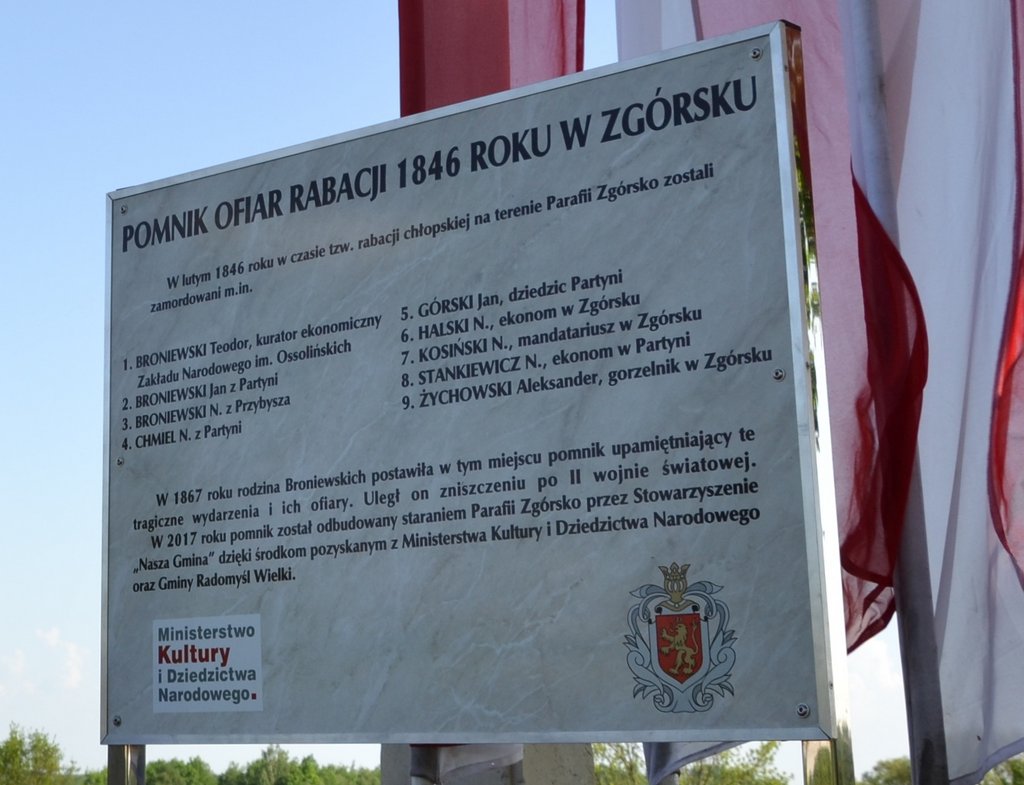 POMNIK OFIAR RABACJI 1846 ROKU W ZGÓRSKU
W lutym 1846 roku w czasie tzw. rabacji chłopskiej na terenie Parafii Zgórsko zostali
zamordowani m.in.
1. BRONIEWSKI Teodor, kurator ekonomiczny
Zakładu Narodowego im. Ossolińskich
2. BRONIEWSKI Jan z Partyni
3. BRONIEWSKI N. z Przybysza
4. CHMIEL N. z Partyni
5. GÓRSKI Jan, dziedzic Partyni
6. HALSKI N., ekonom w Zgórsku
7. KOSIŃSKI N., mandatariusz w Zgórsku
8. STANKIEWICZ N., ekonom w Partyni
9. ŻYCHOWSKI Aleksander, gorzelnik w Zgórsku
W 1867 roku rodzina Broniewskich postawiła w tym miejscu pomnik upamiętniający te
tragiczne wydarzenia i ich ofiary. Uległ on zniszczeniu po II wojnie światowej.
W 2017 roku pomnik został odbudowany staraniem Parafii Zgórsko przez Stowarzyszenie
„Nasza Gmina” dzięki środkom pozyskanym z Ministerstwa Kultury i Dziedzictwa Narodowego
oraz Gminy Radomyśl Wielki.
Ministerstwo
Kultury
i Dziedzictwa
Narodowego.